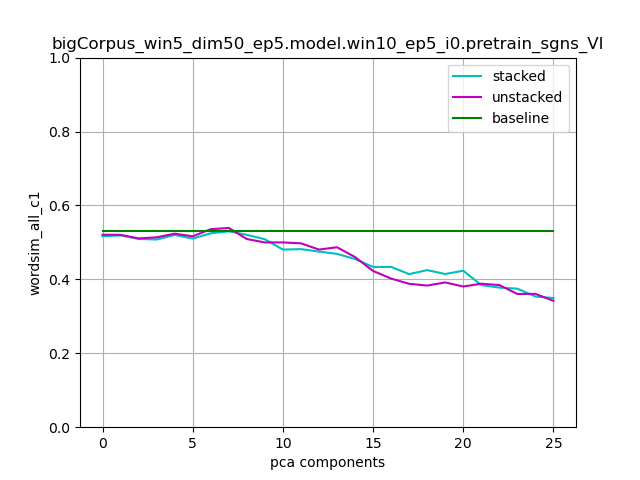 bigCorpus_win5_dim50_ep5.model.win10_ep5_i0.pretrain_sgns_VI
1.0
0.8
0.6
0.4
0.2
0.0
wordsim_all_c1
stacked
unstacked
baseline
0 5 10 15 20 25
pca components